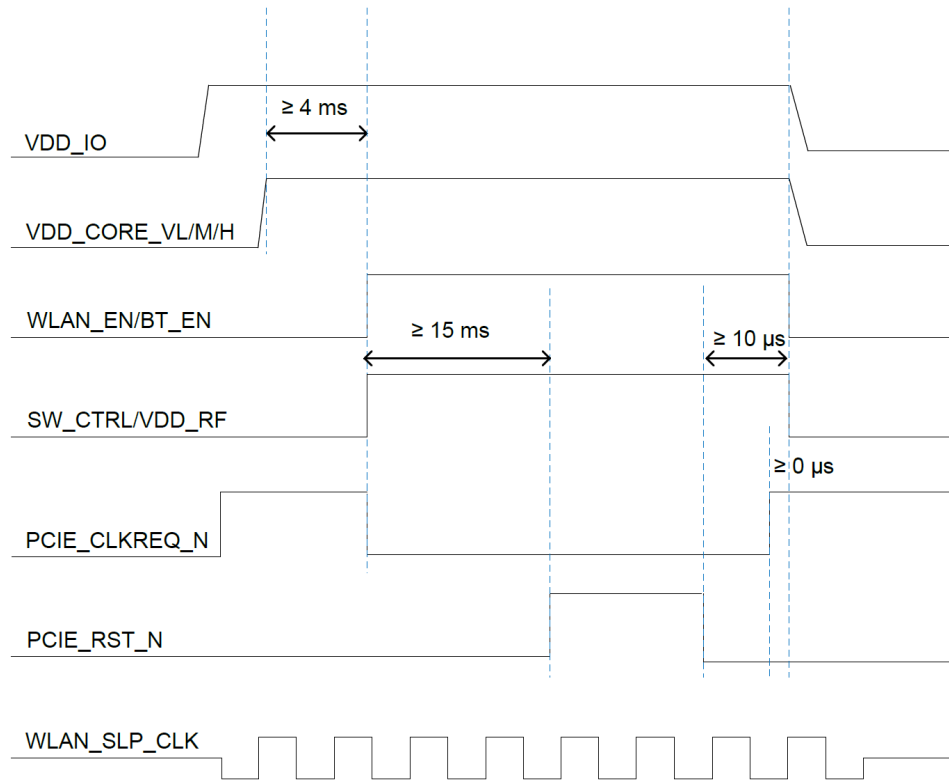 ≥ 4 ms
VDD_IO
VDD_CORE_VL/M/H
WLAN_EN/BT_EN
≥ 15 ms
≥ 10 µs
SW_CTRL/VDD_RF
≥ 0 µs
PCIE_CLKREQ_N
PCIE_RST_N
WLAN_SLP_CLK